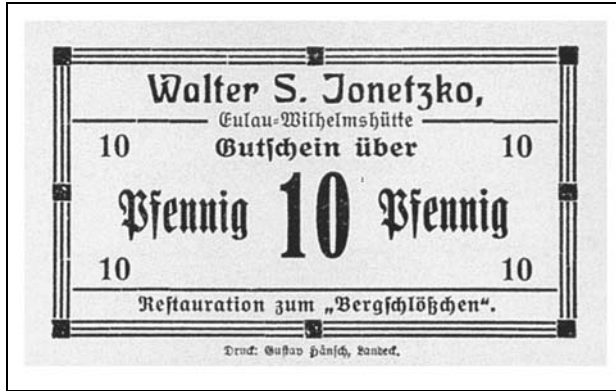 Walter S. Jonetzko,
Eulau-Wilhelmshütte
10 Gutschein über 10
Pfennig 10 Pfennig
10 10
Restauration zum „Bergschlößchen“.
Druck: Gustav Hänsch, Landeck.